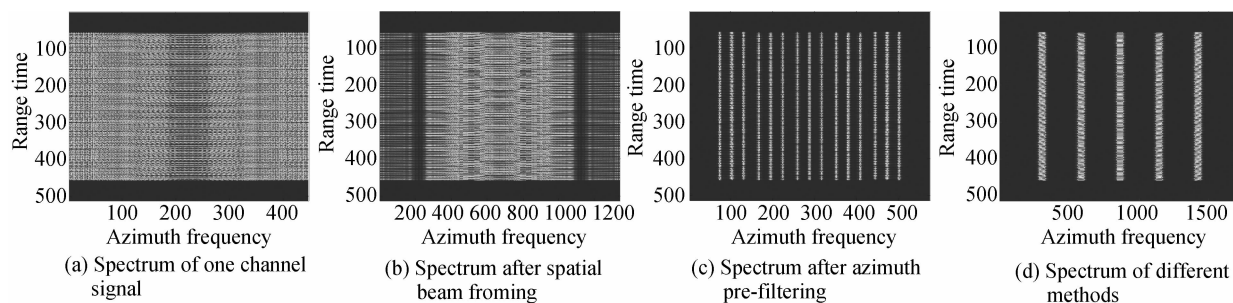 Range time
100
200
300
400
500
100 200 300 400
Azimuth frequency
(a) Spectrum of one channel
signal
Range time
100
200
300
400
500
200 400 600 800 1000 1200
Azimuth frequency
(b) Spectrum after spatial
beam froming
Range time
100
200
300
400
500
100 200 300 400 500
Azimuth frequency
(c) Spectrum after azimuth
pre-filtering
Range time
100
200
300
400
500
500 1000 1500
Azimuth frequency
(d) Spectrum of different
methods